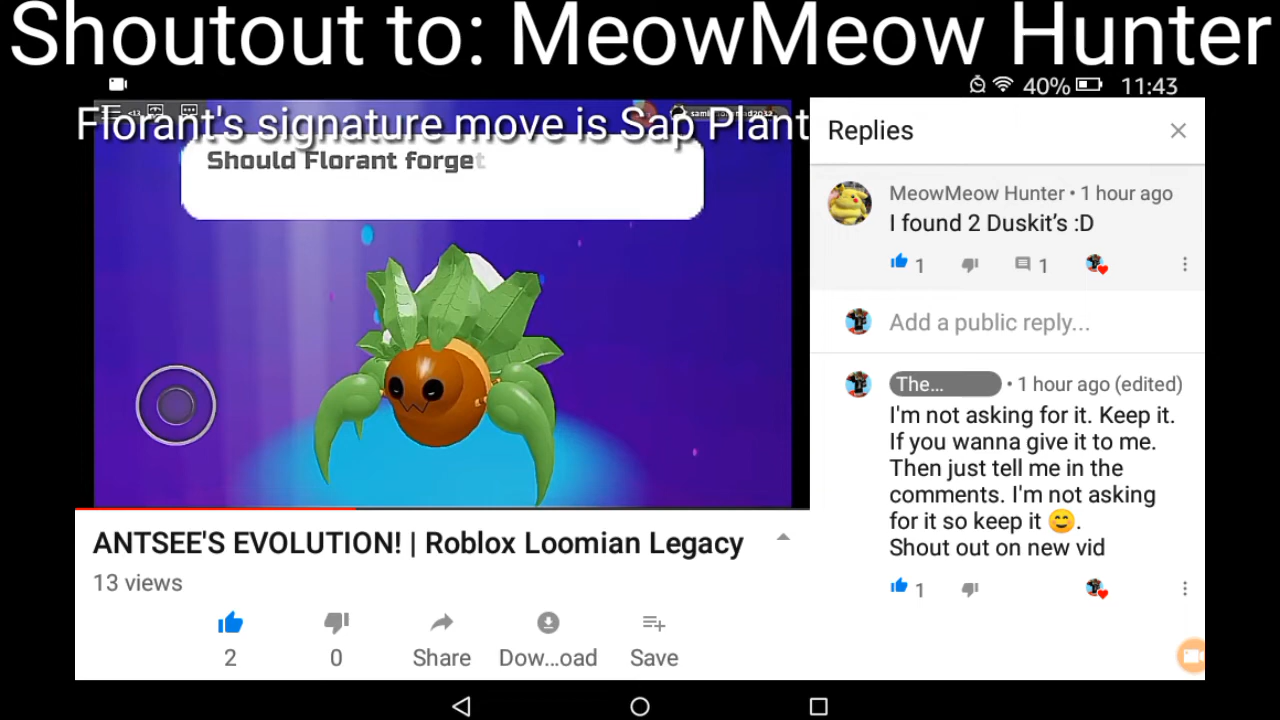 Shoutout to: MeowMeow Hunter
40% 11:43
Florant's signature move is Sap Plant
Should Florant forget
Replies
MeowMeow Hunter • 1 hour ago
I found 2 Duskit’s :D
1
1
Add a public reply...
The... • 1 hour ago (edited)
I'm not asking for it. Keep it.
If you wanna give it to me.
Then just tell me in the
comments. I'm not asking
for it so keep it 😊.
Shout out on new vid
1
ANTSEE'S EVOLUTION! | Roblox Loomian Legacy
13 views
2
0
Share
Dow...oad
Save